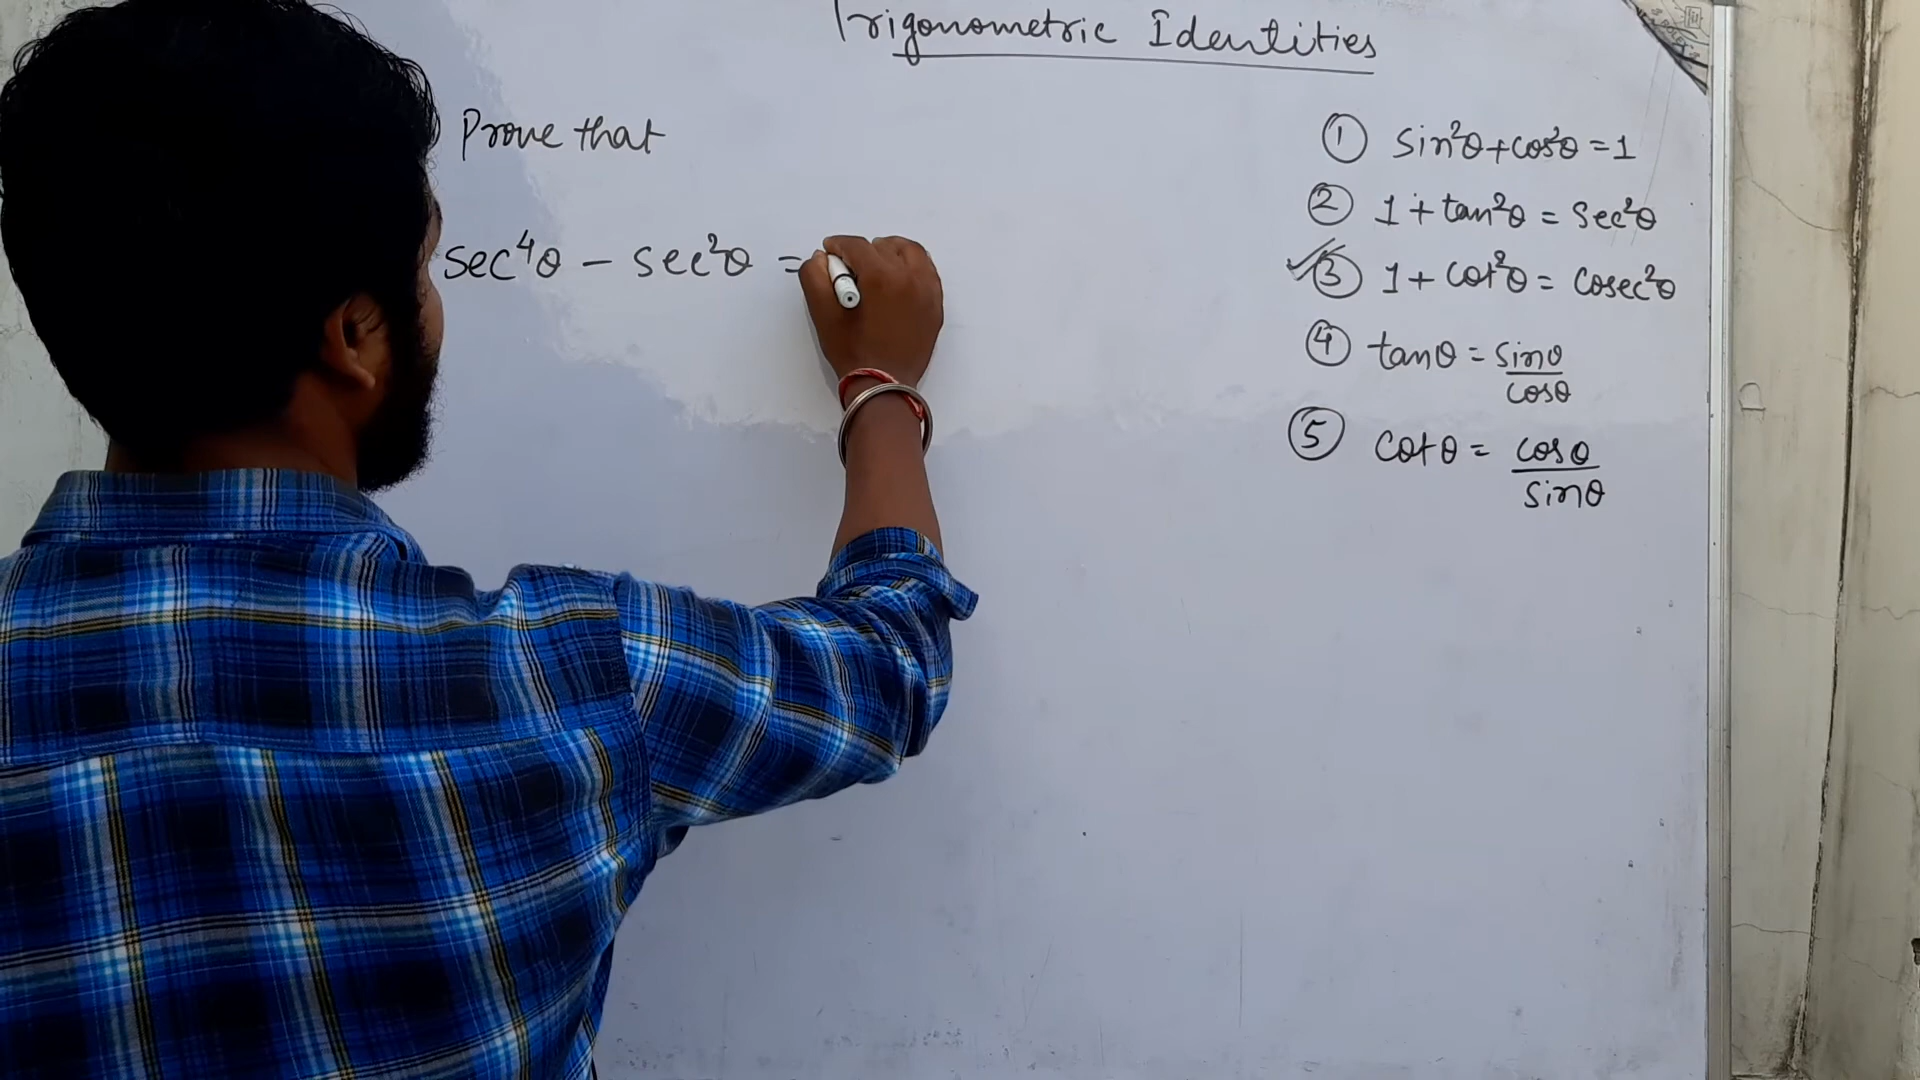 Trigonometric Identities
Prove that
sec⁴θ - sec²θ =
① sin²θ+cos²θ=1
② 1+tan²θ = sec²θ
✓③ 1+cot²θ = cosec²θ
④ tanθ = sinθ/cosθ
⑤ cotθ = cosθ/sinθ